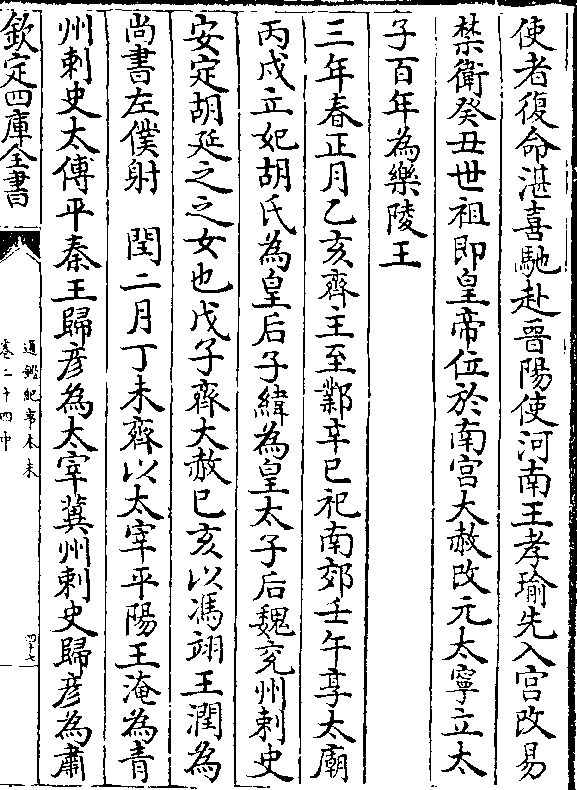 使者復命湛喜馳赴晉陽使河南王孝瑜先入宮改易
禁衛癸丑世祖即皇帝位於南宮大赦改元太寧立太
子百年為樂陵王
三年春正月乙亥齊主至鄴辛巳祀南郊壬午享太廟
丙戌立妃胡氏為皇后子緯為皇太子后魏兖州刺史
安定胡延之之女也戊子齊大赦己亥以馮翊王潤為
尚書左僕射　閏二月丁未齊以太宰平陽王淹為青
州刺史太傅平秦王歸彦為太宰冀州刺史歸彦為肅
欽定四庫全書
通鑑紀事本末
卷二十四中
四十七